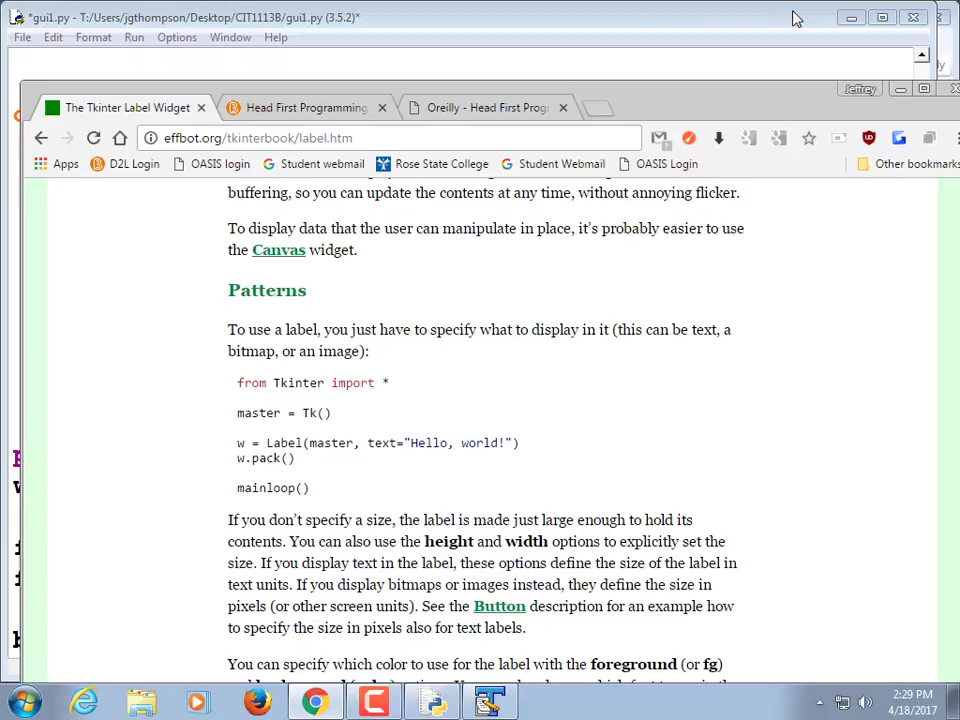 *gui1.py - T:/Users/jgthompson/Desktop/CIT1113B/gui1.py (3.5.2)*
File Edit Format Run Options Window Help
Jeffrey
The Tkinter Label Widget Head First Programming Oreilly - Head First Progr
effbot.org/tkinterbook/label.htm
Apps D2L Login OASIS login Student webmail Rose State College Student Webmail OASIS Login Other bookmarks
buffering, so you can update the contents at any time, without annoying flicker.
To display data that the user can manipulate in place, it's probably easier to use
the Canvas widget.
Patterns
To use a label, you just have to specify what to display in it (this can be text, a
bitmap, or an image):
from Tkinter import *
master = Tk()
w = Label(master, text="Hello, world!")
w.pack()
mainloop()
If you don't specify a size, the label is made just large enough to hold its
contents. You can also use the height and width options to explicitly set the
size. If you display text in the label, these options define the size of the label in
text units. If you display bitmaps or images instead, they define the size in
pixels (or other screen units). See the Button description for an example how
to specify the size in pixels also for text labels.
You can specify which color to use for the label with the foreground (or fg)
2:29 PM
4/18/2017